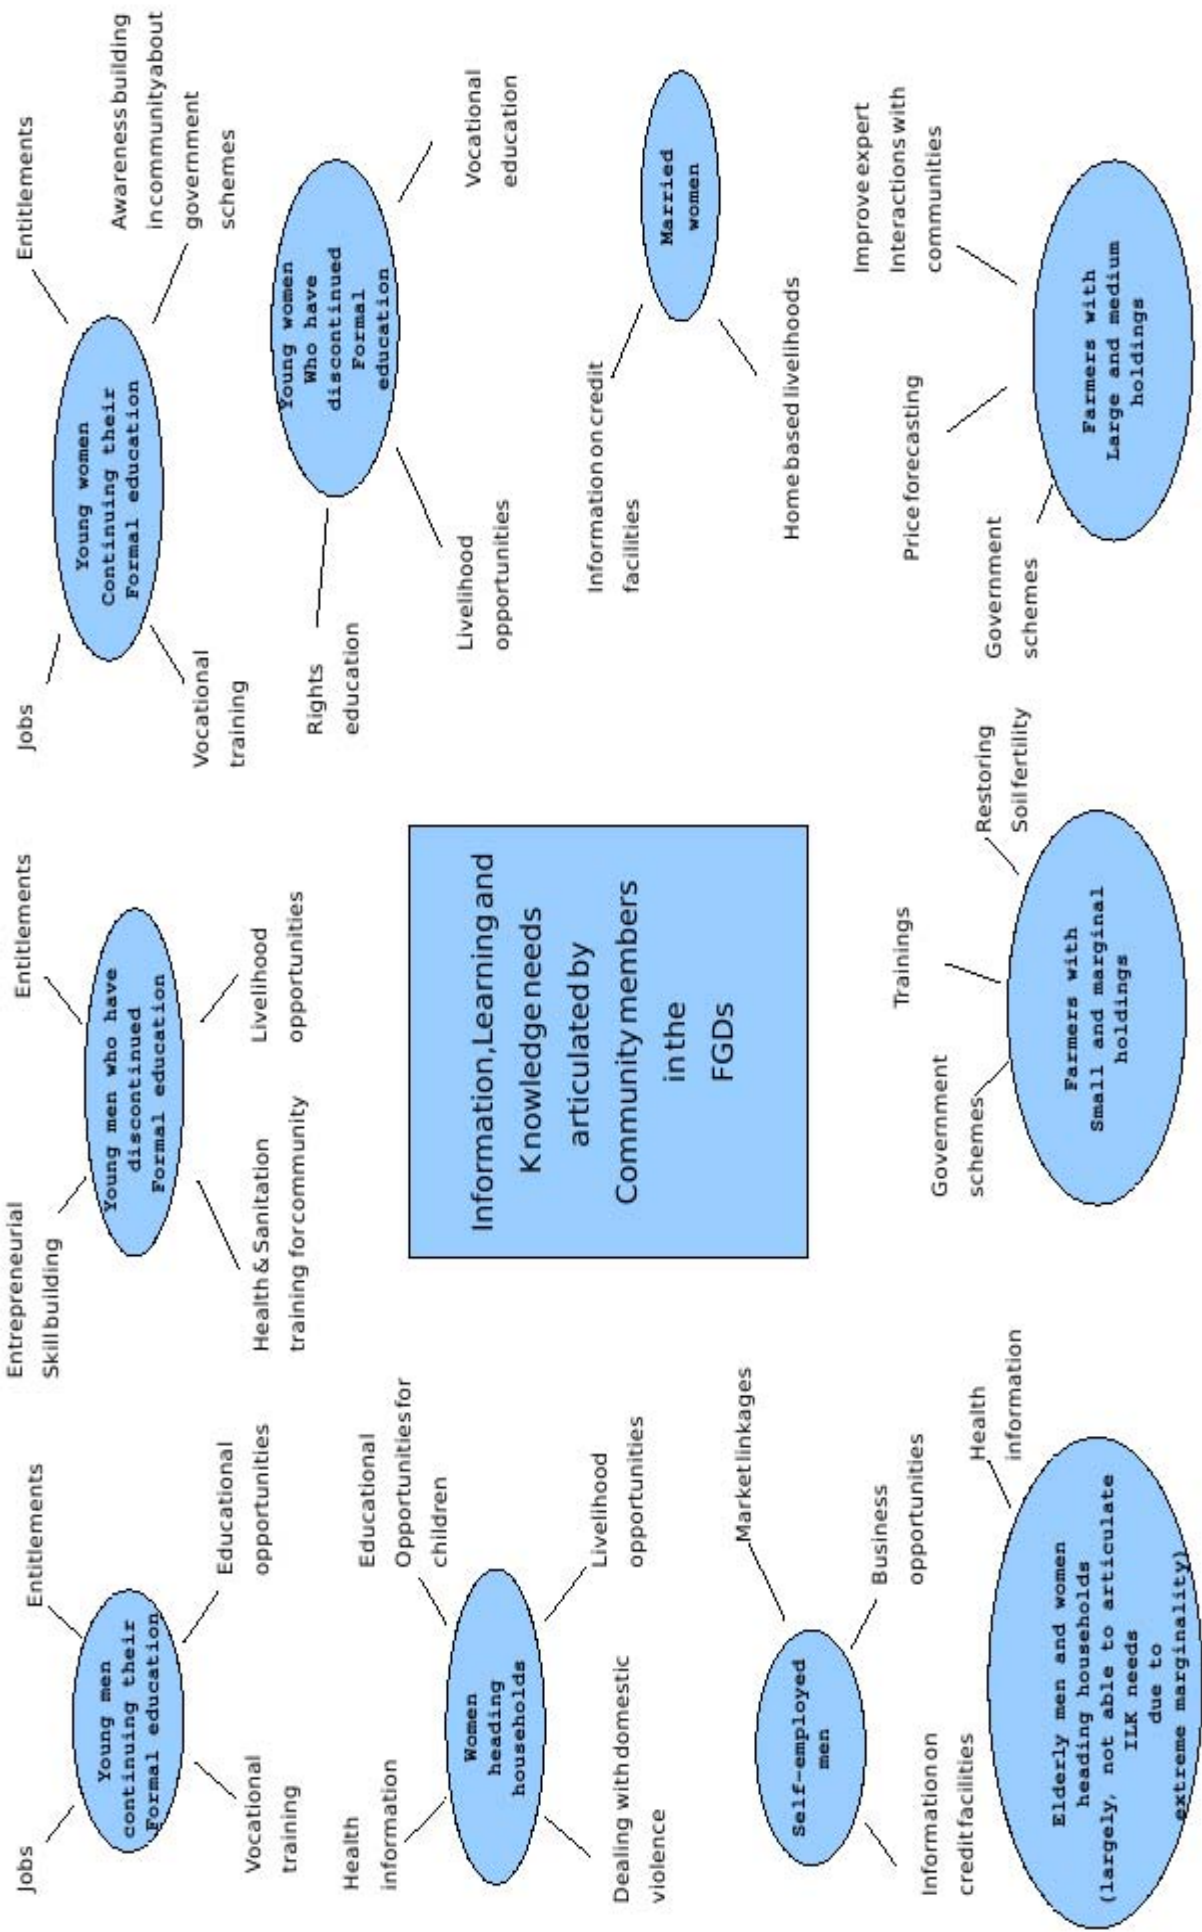 Jobs
Entitlements
Young men
continuing their
Formal education
Vocational
training
Educational
opportunities
Entrepreneurial
Skill building
Entitlements
Young men who have
discontinued
Formal education
Health & Sanitation
training for community
Livelihood
opportunities
Jobs
Entitlements
Young women
Continuing their
Formal education
Vocational
training
Awareness building
in community about
government
schemes
Health
information
Educational
Opportunities for
children
Women
heading
households
Dealing with domestic
violence
Livelihood
opportunities
Information, Learning and
Knowledge needs
articulated by
Community members
in the
FGDs
Rights
education
Young women
Who have
discontinued
Formal
education
Livelihood
opportunities
Vocational
education
Married
women
Information on credit
facilities
Home based livelihoods
Market linkages
Self-employed
men
Information on
credit facilities
Business
opportunities
Health
information
Elderly men and women
heading households
(largely, not able to articulate
ILK needs
due to
extreme marginality)
Government
schemes
Trainings
Restoring
Soil fertility
Farmers with
Small and marginal
holdings
Government
schemes
Price forecasting
Improve expert
Interactions with
communities
Farmers with
Large and medium
holdings